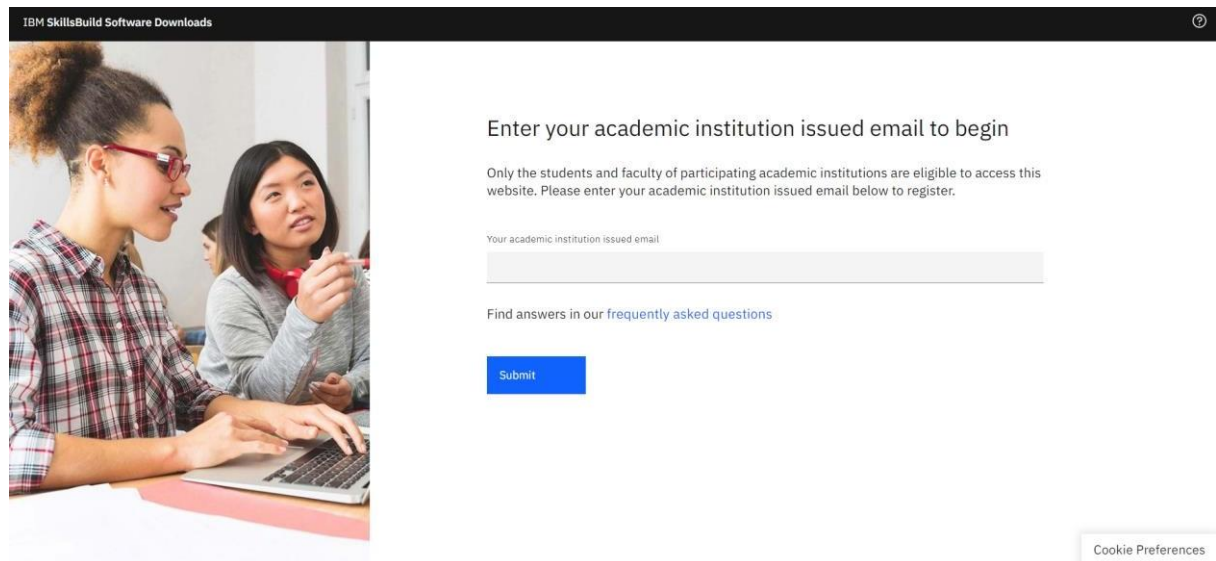 IBM SkillsBuild Software Downloads
Enter your academic institution issued email to begin
Only the students and faculty of participating academic institutions are eligible to access this
website. Please enter your academic institution issued email below to register.
Your academic institution issued email
Find answers in our frequently asked questions
Submit
Cookie Preferences